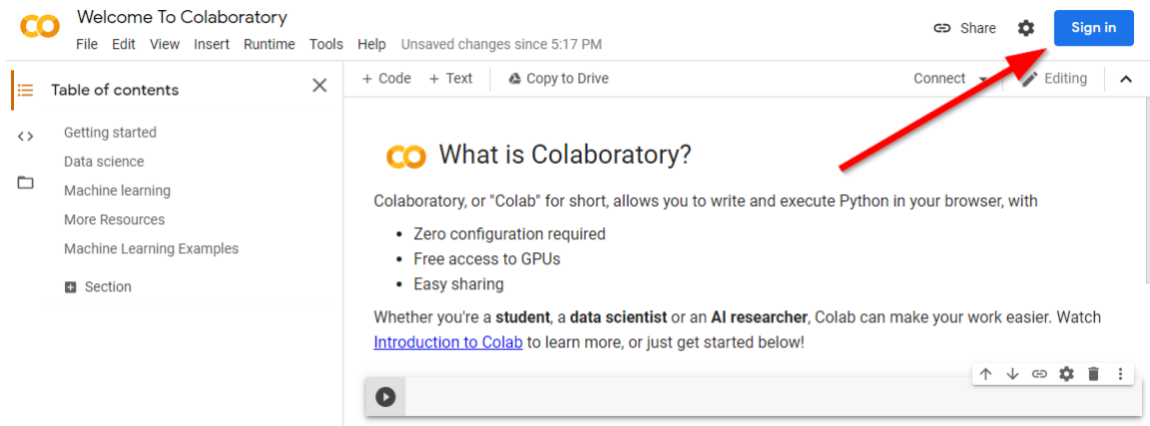 Welcome To Colaboratory
File Edit View Insert Runtime Tools Help Unsaved changes since 5:17 PM
Share
Sign in
Table of contents
Getting started
Data science
Machine learning
More Resources
Machine Learning Examples
Section
+ Code + Text Copy to Drive
Connect Editing
CO What is Colaboratory?
Colaboratory, or "Colab" for short, allows you to write and execute Python in your browser, with
• Zero configuration required
• Free access to GPUs
• Easy sharing
Whether you're a student, a data scientist or an AI researcher, Colab can make your work easier. Watch
Introduction to Colab to learn more, or just get started below!